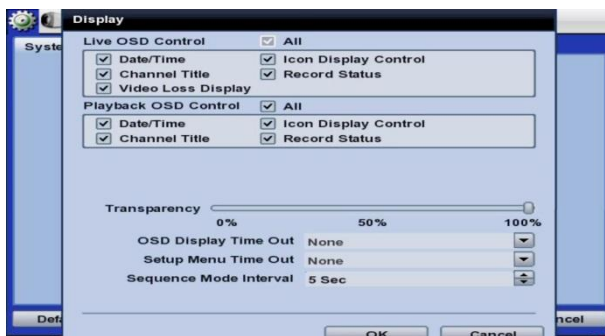 Display
Syste
Live OSD Control All
Date/Time Icon Display Control
Channel Title Record Status
Video Loss Display
Playback OSD Control All
Date/Time Icon Display Control
Channel Title Record Status
Transparency
0% 50% 100%
OSD Display Time Out None
Setup Menu Time Out None
Sequence Mode Interval 5 Sec
Defa ncel
OK Cancel